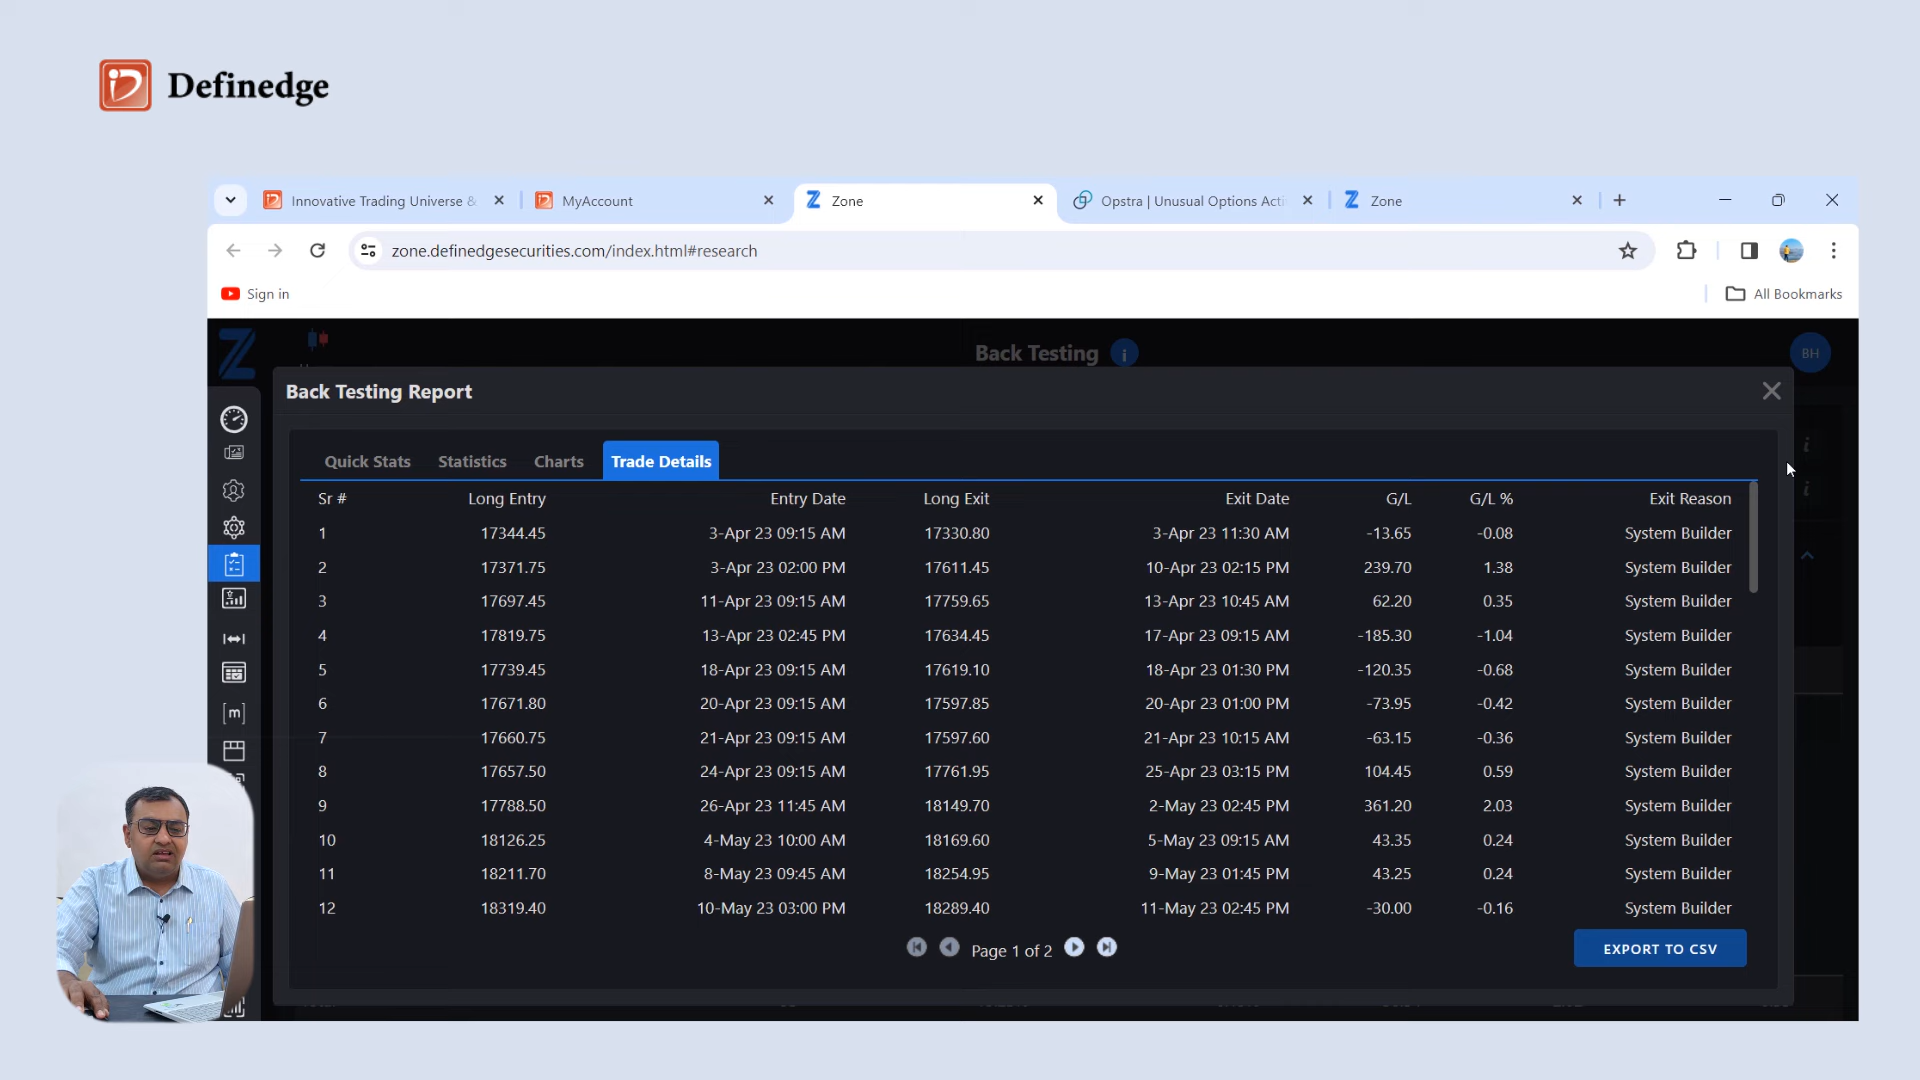 Definedge
Innovative Trading Universe &
MyAccount
Zone
Opstra | Unusual Options Acti
Zone
zone.definedgesecurities.com/index.html#research
Sign in
All Bookmarks
Back Testing
BH
Back Testing Report
Quick Stats Statistics Charts Trade Details
Sr # Long Entry Entry Date Long Exit Exit Date G/L G/L % Exit Reason
1 17344.45 3-Apr 23 09:15 AM 17330.80 3-Apr 23 11:30 AM -13.65 -0.08 System Builder
2 17371.75 3-Apr 23 02:00 PM 17611.45 10-Apr 23 02:15 PM 239.70 1.38 System Builder
3 17697.45 11-Apr 23 09:15 AM 17759.65 13-Apr 23 10:45 AM 62.20 0.35 System Builder
4 17819.75 13-Apr 23 02:45 PM 17634.45 17-Apr 23 09:15 AM -185.30 -1.04 System Builder
5 17739.45 18-Apr 23 09:15 AM 17619.10 18-Apr 23 01:30 PM -120.35 -0.68 System Builder
6 17671.80 20-Apr 23 09:15 AM 17597.85 20-Apr 23 01:00 PM -73.95 -0.42 System Builder
7 17660.75 21-Apr 23 09:15 AM 17597.60 21-Apr 23 10:15 AM -63.15 -0.36 System Builder
8 17657.50 24-Apr 23 09:15 AM 17761.95 25-Apr 23 03:15 PM 104.45 0.59 System Builder
9 17788.50 26-Apr 23 11:45 AM 18149.70 2-May 23 02:45 PM 361.20 2.03 System Builder
10 18126.25 4-May 23 10:00 AM 18169.60 5-May 23 09:15 AM 43.35 0.24 System Builder
11 18211.70 8-May 23 09:45 AM 18254.95 9-May 23 01:45 PM 43.25 0.24 System Builder
12 18319.40 10-May 23 03:00 PM 18289.40 11-May 23 02:45 PM -30.00 -0.16 System Builder
Page 1 of 2
EXPORT TO CSV